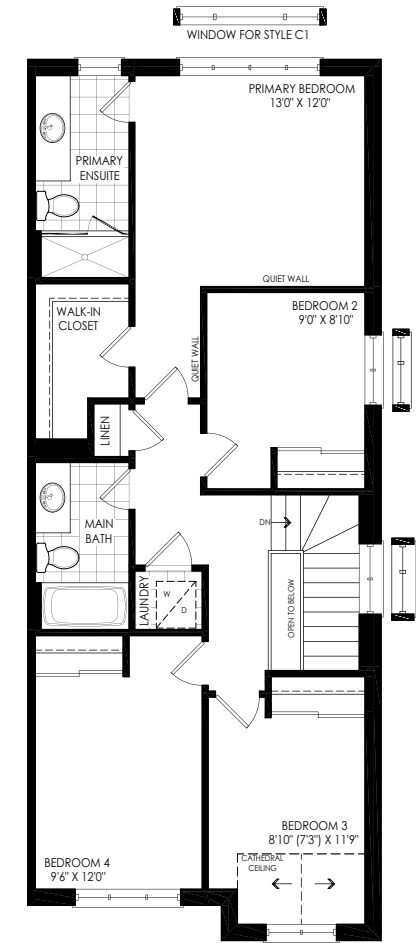 WINDOW FOR STYLE C1
PRIMARY BEDROOM
13'0" X 12'0"
PRIMARY
ENSUITE
QUIET WALL
WALK-IN
CLOSET
BEDROOM 2
9'0" X 8'10"
QUIET WALL
LINEN
MAIN
BATH
DN
LAUNDRY
W
D
OPEN TO BELOW
BEDROOM 3
8'10" (7'3") X 11'9"
CATHEDRAL
CEILING
BEDROOM 4
9'6" X 12'0"